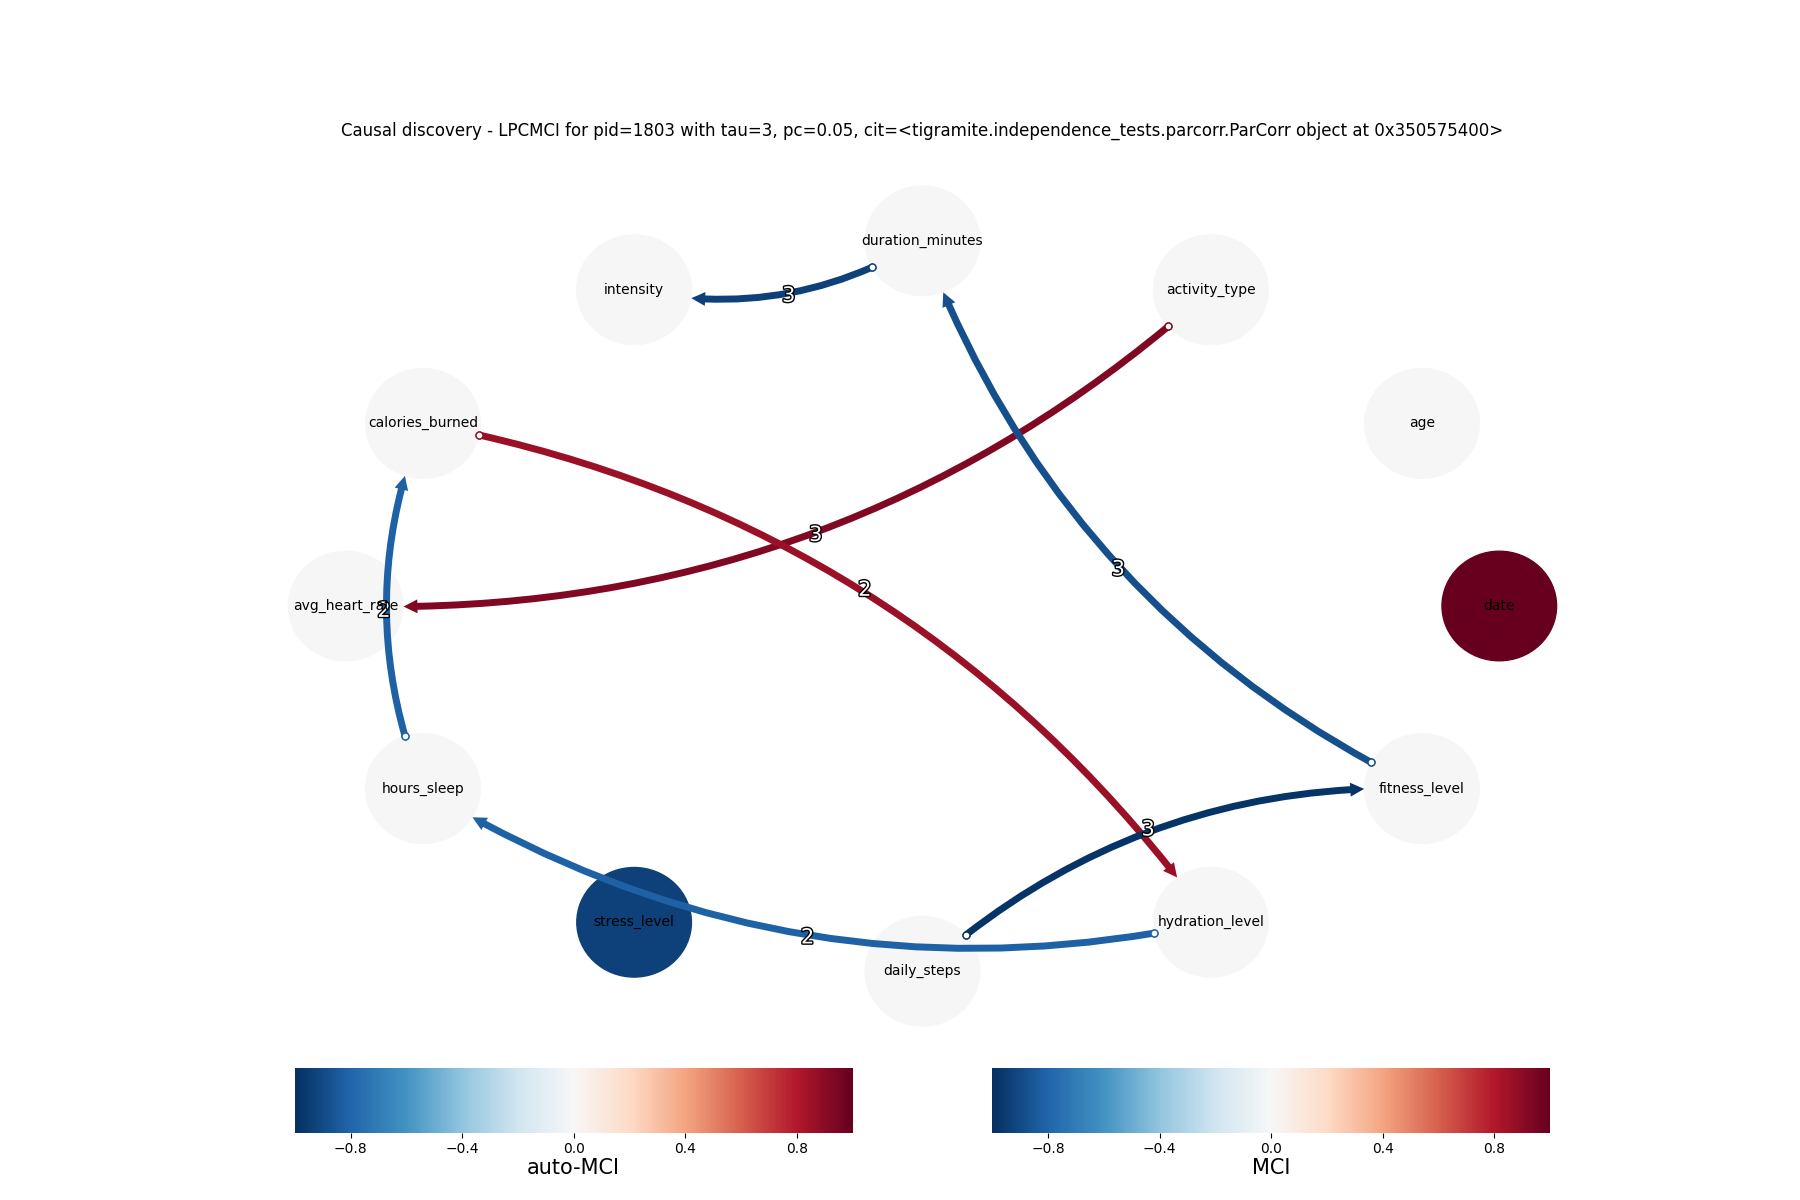 Causal discovery - LPCMCI for pid=1803 with tau=3, pc=0.05, cit=<tigramite.independence_tests.parcorr.ParCorr object at 0x350575400>
duration_minutes
intensity
activity_type
3
calories_burned
age
3
3
2
avg_heart_rate
2
date
hours_sleep
fitness_level
3
stress_level
hydration_level
2
daily_steps
−0.8 −0.4 0.0 0.4 0.8
auto-MCI
−0.8 −0.4 0.0 0.4 0.8
MCI